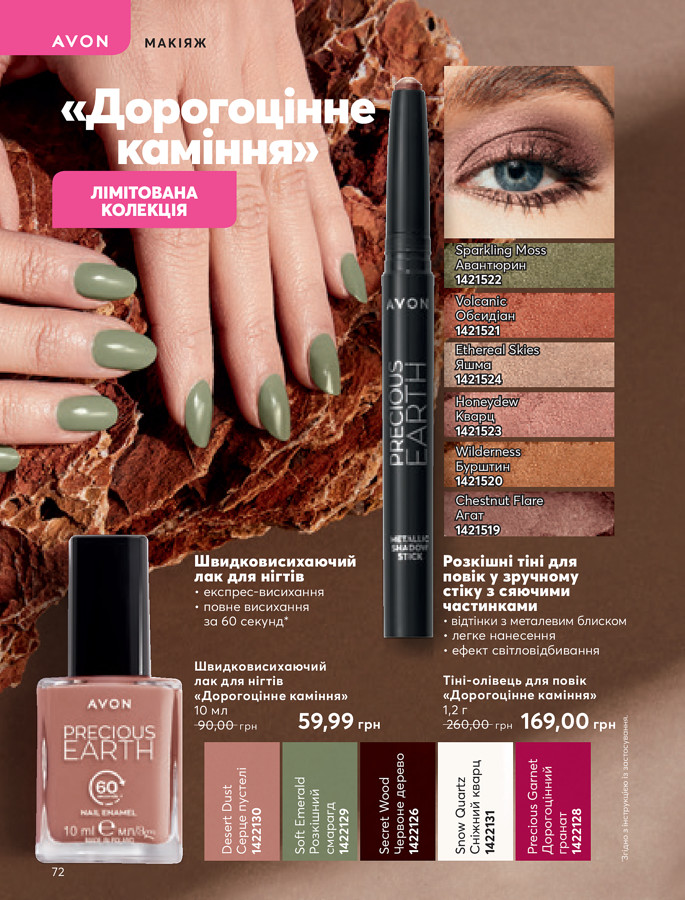 AVON
МАКІЯЖ
«Дорогоцінне
каміння»
ЛІМІТОВАНА
КОЛЕКЦІЯ
AVON
PRECIOUS
EARTH
METALLIC
SHADOW
STICK
Sparkling Moss
Авантюрин
1421522
Volcanic
Обсидіан
1421521
Ethereal Skies
Яшма
1421524
Honeydew
Кварц
1421523
Wilderness
Бурштин
1421520
Chestnut Flare
Агат
1421519
Швидковисихаючий
лак для нігтів
• експрес-висихання
• повне висихання
за 60 секунд*
Швидковисихаючий
лак для нігтів
«Дорогоцінне каміння»
10 мл
90,00 грн 59,99 грн
Розкішні тіні для
повік у зручному
стіку з сяючими
частинками
• відтінки з металевим блиском
• легке нанесення
• ефект світловідбивання
Тіні-олівець для повік
«Дорогоцінне каміння»
1,2 г
260,00 грн 169,00 грн
AVON
PRECIOUS
EARTH
60
NAIL ENAMEL
10 ml e мл/
MADE IN POLAND
Desert Dust
Серце пустелі
1422130
Soft Emerald
Розкішний
смарагд
1422129
Secret Wood
Червоне дерево
1422126
Snow Quartz
Сніжний кварц
1422131
Precious Garnet
Дорогоцінний
гранат
1422128
*Згідно з інструкцією із застосування.
72